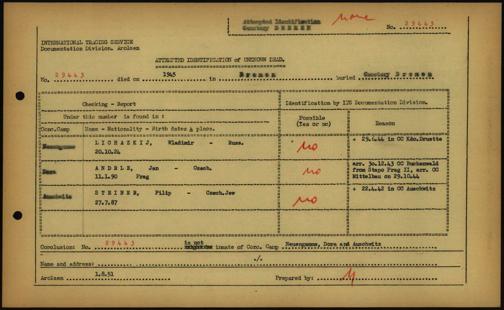 Attempted Identification none
Cemetery BREMEN No. 29443
INTERNATIONAL TRACING SERVICE
Documentation Division. Arolsen
ATTEMPTED IDENTIFICATION of UNKNOWN DEAD.
No. 29443 died on 1945 in Bremen buried Cemetery Bremen
Checking - Report Identification by ITS Documentation Division.
Under this number is found in : Possible (Yes or no) Reason
Conc.Camp Name - Nationality - Birth dates & place.
Neuengamme LICHAZKIJ, Wladimir - Russ. no + 29.6.44 in CC Kdo.Drustte
20.10.24
Dora ANDRLE, Jan - Czech. no arr. 30.12.43 CC Buchenwald
11.1.90 Prag from Stapo Prag II, arr. CC
Mittelbau on 29.10.44
Auschwitz STEINER, Filip - Czech.Jew no + 22.4.42 in CC Auschwitz
27.7.87
Conclusion: No. 29443 is not inmate of Conc. Camp Neuengamme, Dora and Auschwitz
Name and address: ./.
Arolsen 1.8.51 Prepared by: